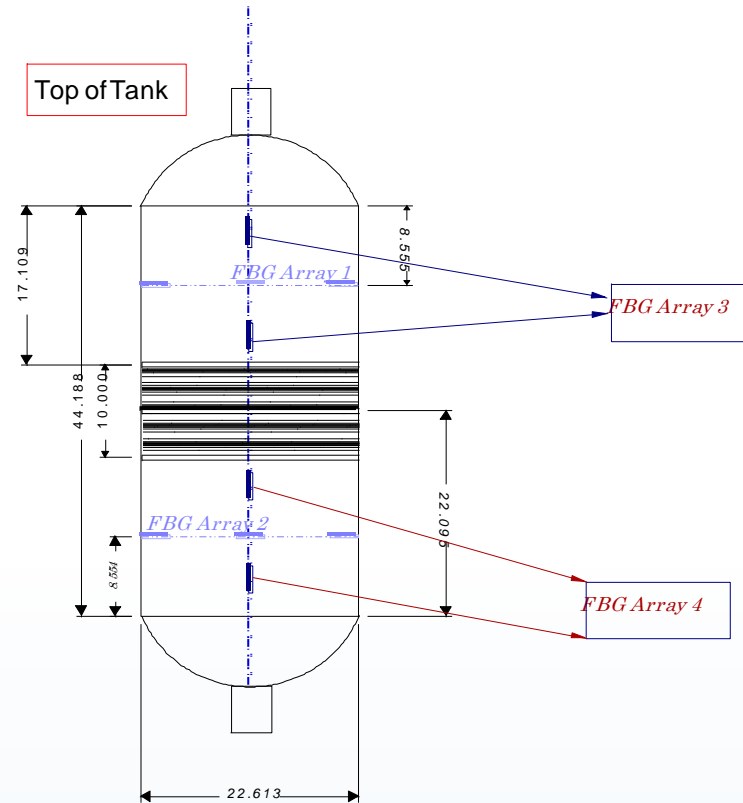 Top of Tank
FBG Array 1
8.555
17.109
FBG Array 3
44.188
10.000
22.095
FBG Array 2
8.554
FBG Array 4
22.613